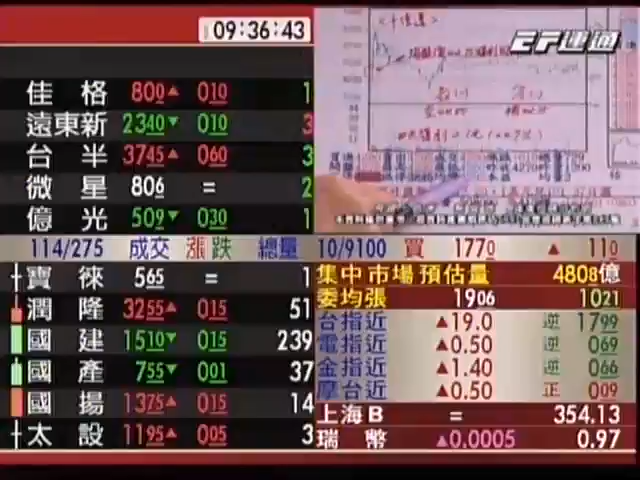 09:36:43
EF建通
佳格 800▲ 010 1
遠東新 2340▼ 010 3
台半 3745▲ 060 3
微星 806 = 2
億光 509▼ 030 1
114/275 成交 漲跌 總量
寶徠 565 = 1
潤隆 3255▲ 015 51
國建 1510▼ 015 239
國產 755▼ 001 37
國揚 1375▲ 015 14
太設 1195▲ 005 3
10/9100 買 1770 ▲ 110
集中市場預估量 4808億
委均張 1906 1021
台指近 ▲19.0 逆 1799
電指近 ▲0.50 逆 069
金指近 ▲1.40 逆 066
摩台近 ▲0.50 正 009
上海B = 354.13
瑞幣 ▲0.0005 0.97